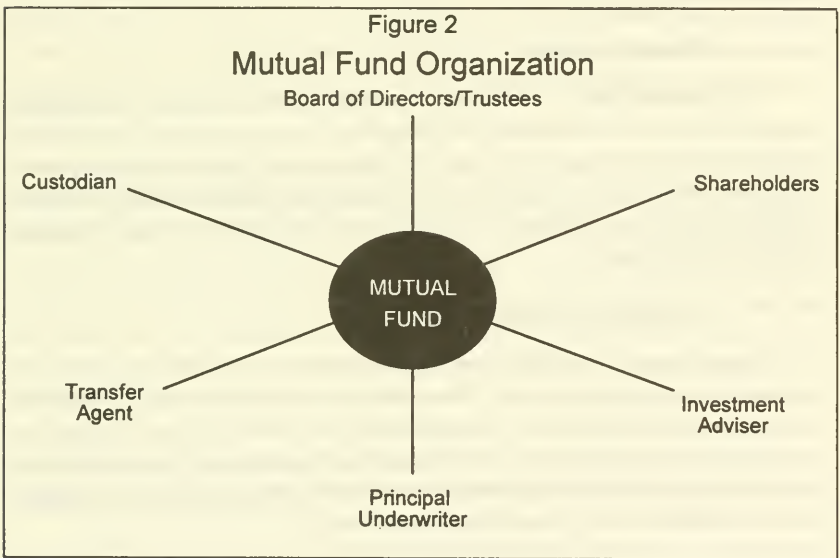 Figure 2
Mutual Fund Organization
Board of Directors/Trustees
Custodian
Shareholders
MUTUAL
FUND
Transfer
Agent
Investment
Adviser
Principal
Underwriter